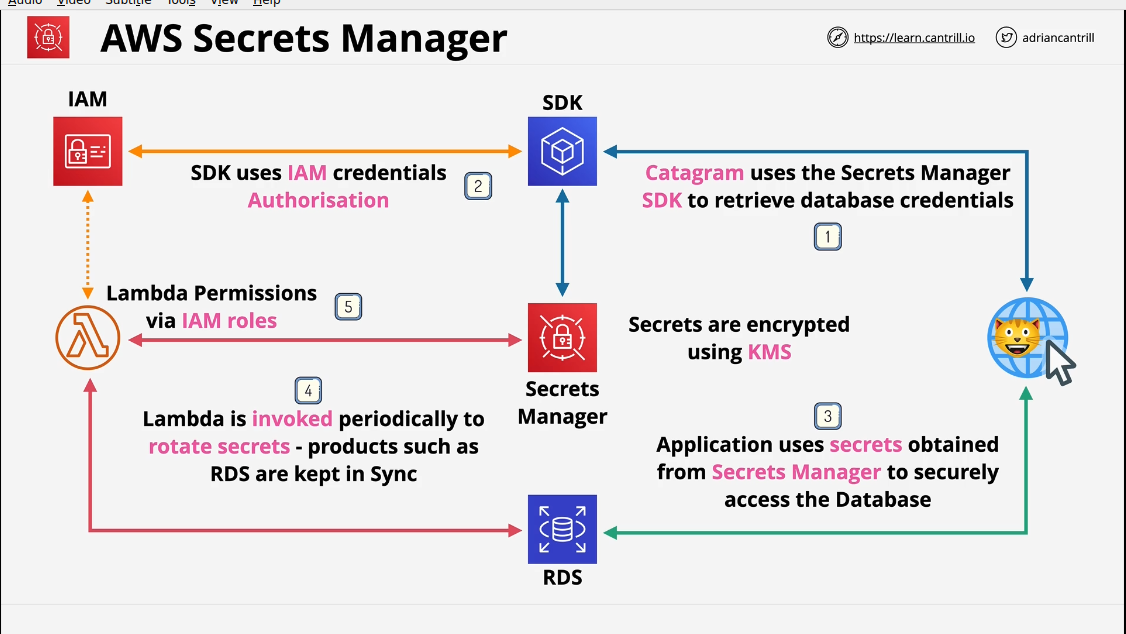 Audio Video Subtitle Tools View Help
AWS Secrets Manager
https://learn.cantrill.io
adriancantrill
IAM
SDK
SDK uses IAM credentials
Authorisation
2
Catagram uses the Secrets Manager
SDK to retrieve database credentials
1
Lambda Permissions
via IAM roles
5
Secrets are encrypted
using KMS
Secrets
Manager
4
Lambda is invoked periodically to
rotate secrets - products such as
RDS are kept in Sync
3
Application uses secrets obtained
from Secrets Manager to securely
access the Database
RDS